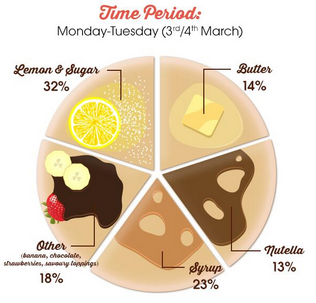 Time Period:
Monday-Tuesday (3rd/4th March)
Lemon & Sugar
32%
Butter
14%
Other
(banana, chocolate,
strawberries, savoury toppings)
18%
Syrup
23%
Nutella
13%